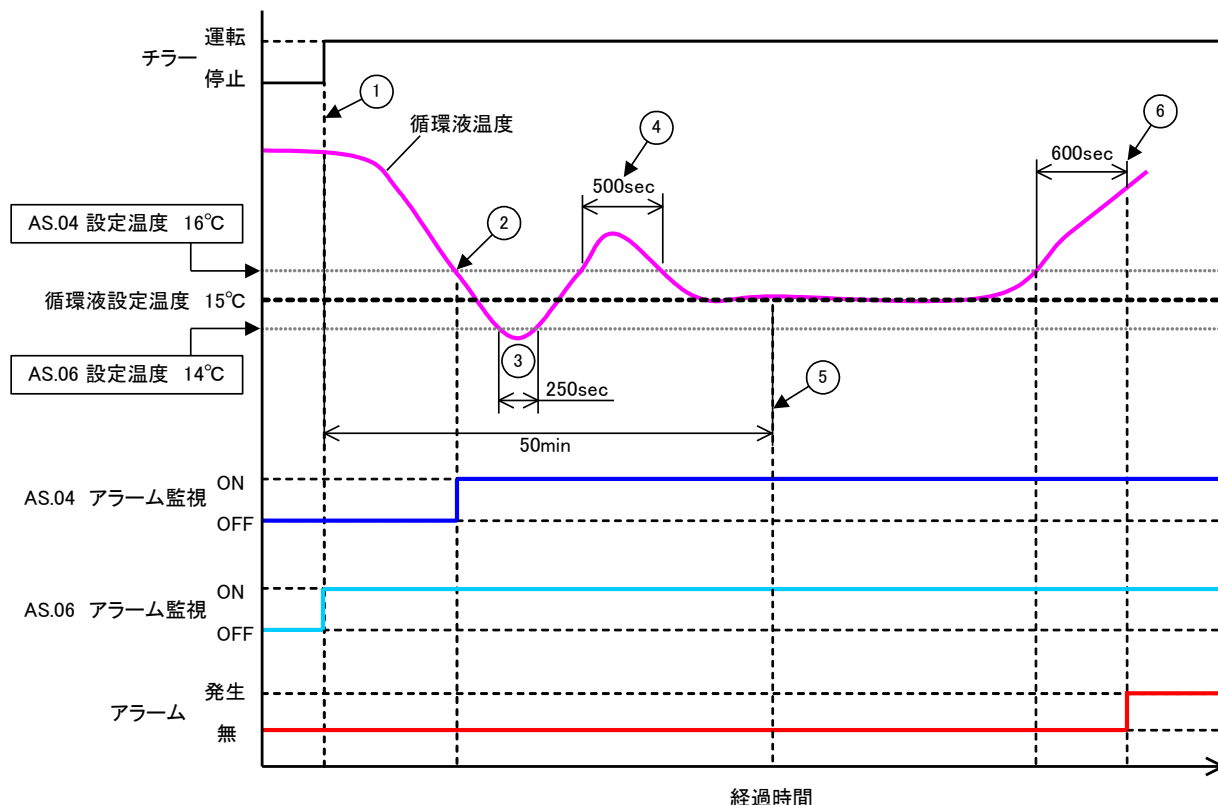 運転
チラー
停止
①
循環液温度
④
⑥
600sec
500sec
AS.04 設定温度 16℃
②
循環液設定温度 15℃
AS.06 設定温度 14℃
③
250sec
⑤
50min
ON
AS.04 アラーム監視
OFF
ON
AS.06 アラーム監視
OFF
発生
アラーム
無
経過時間